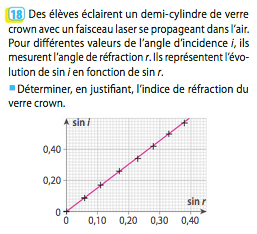 18 Des élèves éclairent un demi-cylindre de verre
crown avec un faisceau laser se propageant dans l'air.
Pour différentes valeurs de l'angle d'incidence i, ils
mesurent l'angle de réfraction r. Ils représentent l'évo-
lution de sin i en fonction de sin r.
Déterminer, en justifiant, l'indice de réfraction du
verre crown.
sin i
0,40
0,20
0
sin r
0 0,10 0,20 0,30 0,40